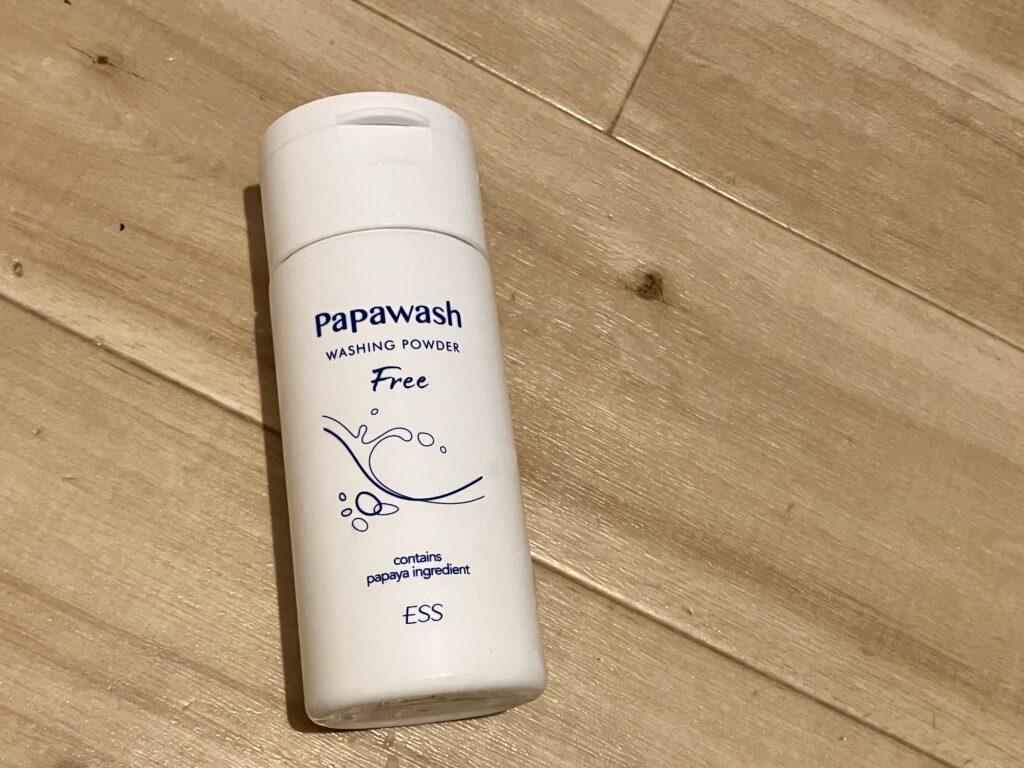 papawash
WASHING POWDER
Free
contains
papaya ingredient
ESS